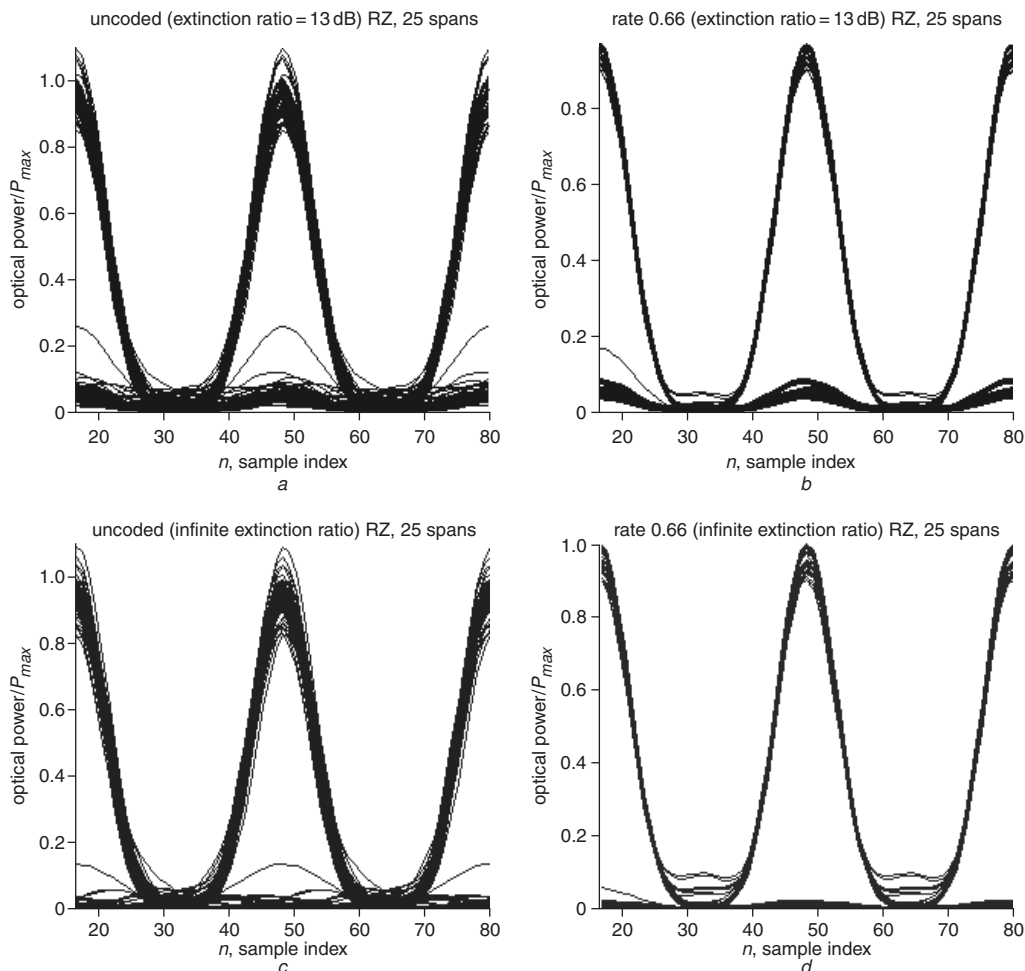 uncoded (extinction ratio = 13 dB) RZ, 25 spans
optical power/Pmax
1.0
0.8
0.6
0.4
0.2
0
20 30 40 50 60 70 80
n, sample index
a
rate 0.66 (extinction ratio = 13 dB) RZ, 25 spans
optical power/Pmax
0.8
0.6
0.4
0.2
0
20 30 40 50 60 70 80
n, sample index
b
uncoded (infinite extinction ratio) RZ, 25 spans
optical power/Pmax
1.0
0.8
0.6
0.4
0.2
0
20 30 40 50 60 70 80
n, sample index
c
rate 0.66 (infinite extinction ratio) RZ, 25 spans
optical power/Pmax
1.0
0.8
0.6
0.4
0.2
0
20 30 40 50 60 70 80
n, sample index
d